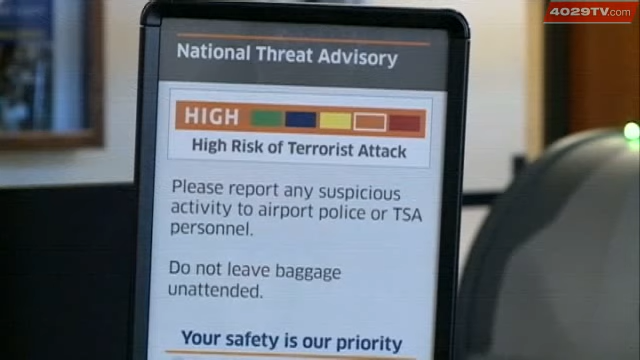 4029TV.com
National Threat Advisory
HIGH
High Risk of Terrorist Attack
Please report any suspicious
activity to airport police or TSA
personnel.
Do not leave baggage
unattended.
Your safety is our priority